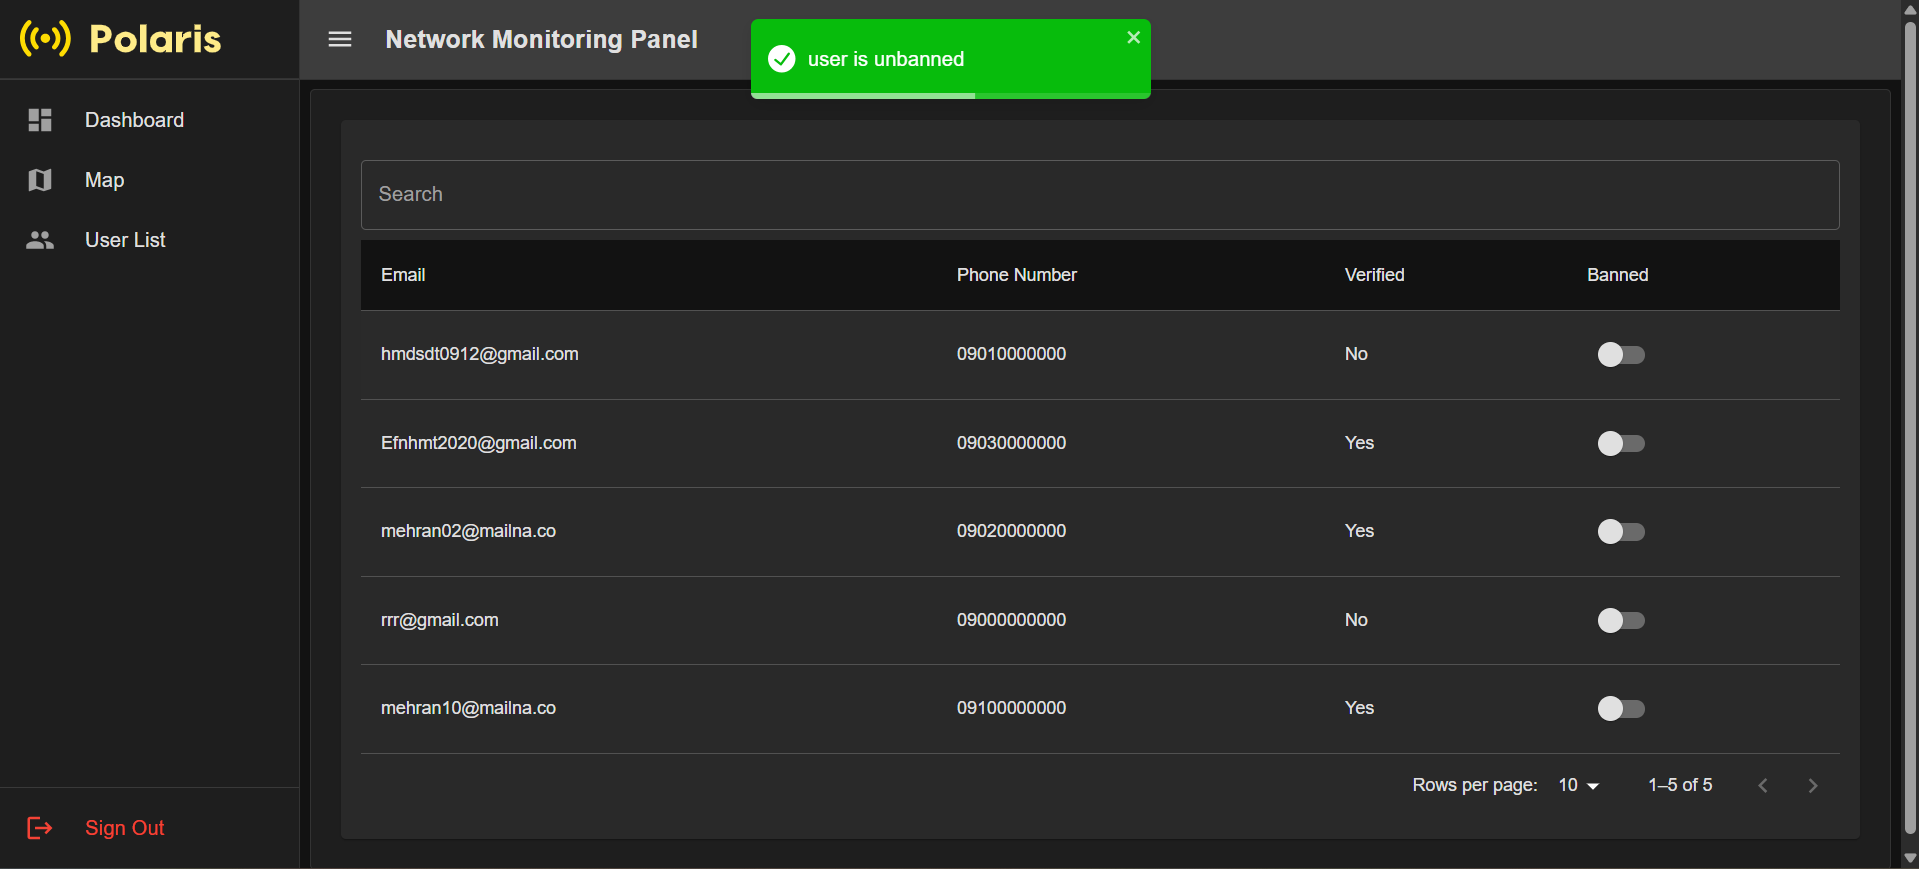 Polaris
Network Monitoring Panel
user is unbanned
Dashboard
Map
User List
Search
Email Phone Number Verified Banned
hmdsdt0912@gmail.com 09010000000 No
Efnhmt2020@gmail.com 09030000000 Yes
mehran02@mailna.co 09020000000 Yes
rrr@gmail.com 09000000000 No
mehran10@mailna.co 09100000000 Yes
Rows per page: 10 1–5 of 5
Sign Out